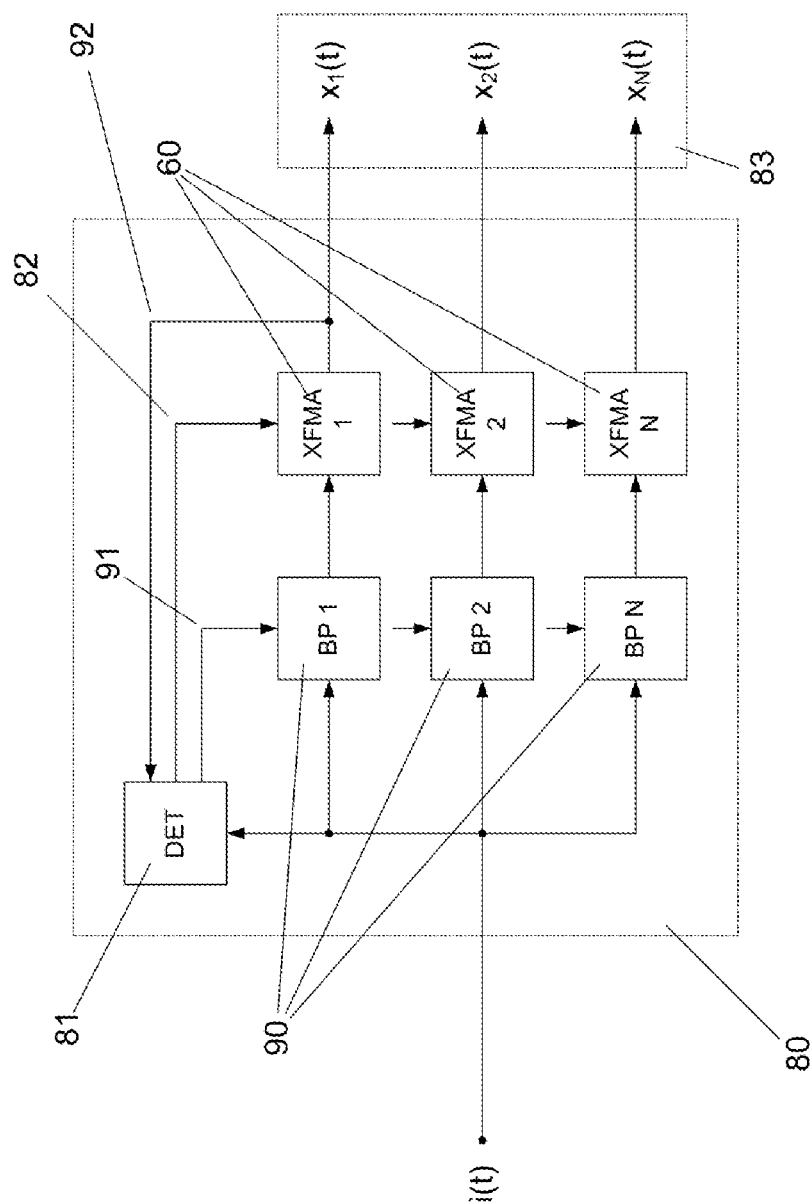 92
82
91
81
DET
60
90
BP 1
XFMA
1
x₁(t)
BP 2
XFMA
2
x₂(t)
i(t)
BP N
XFMA
N
xN(t)
83
80